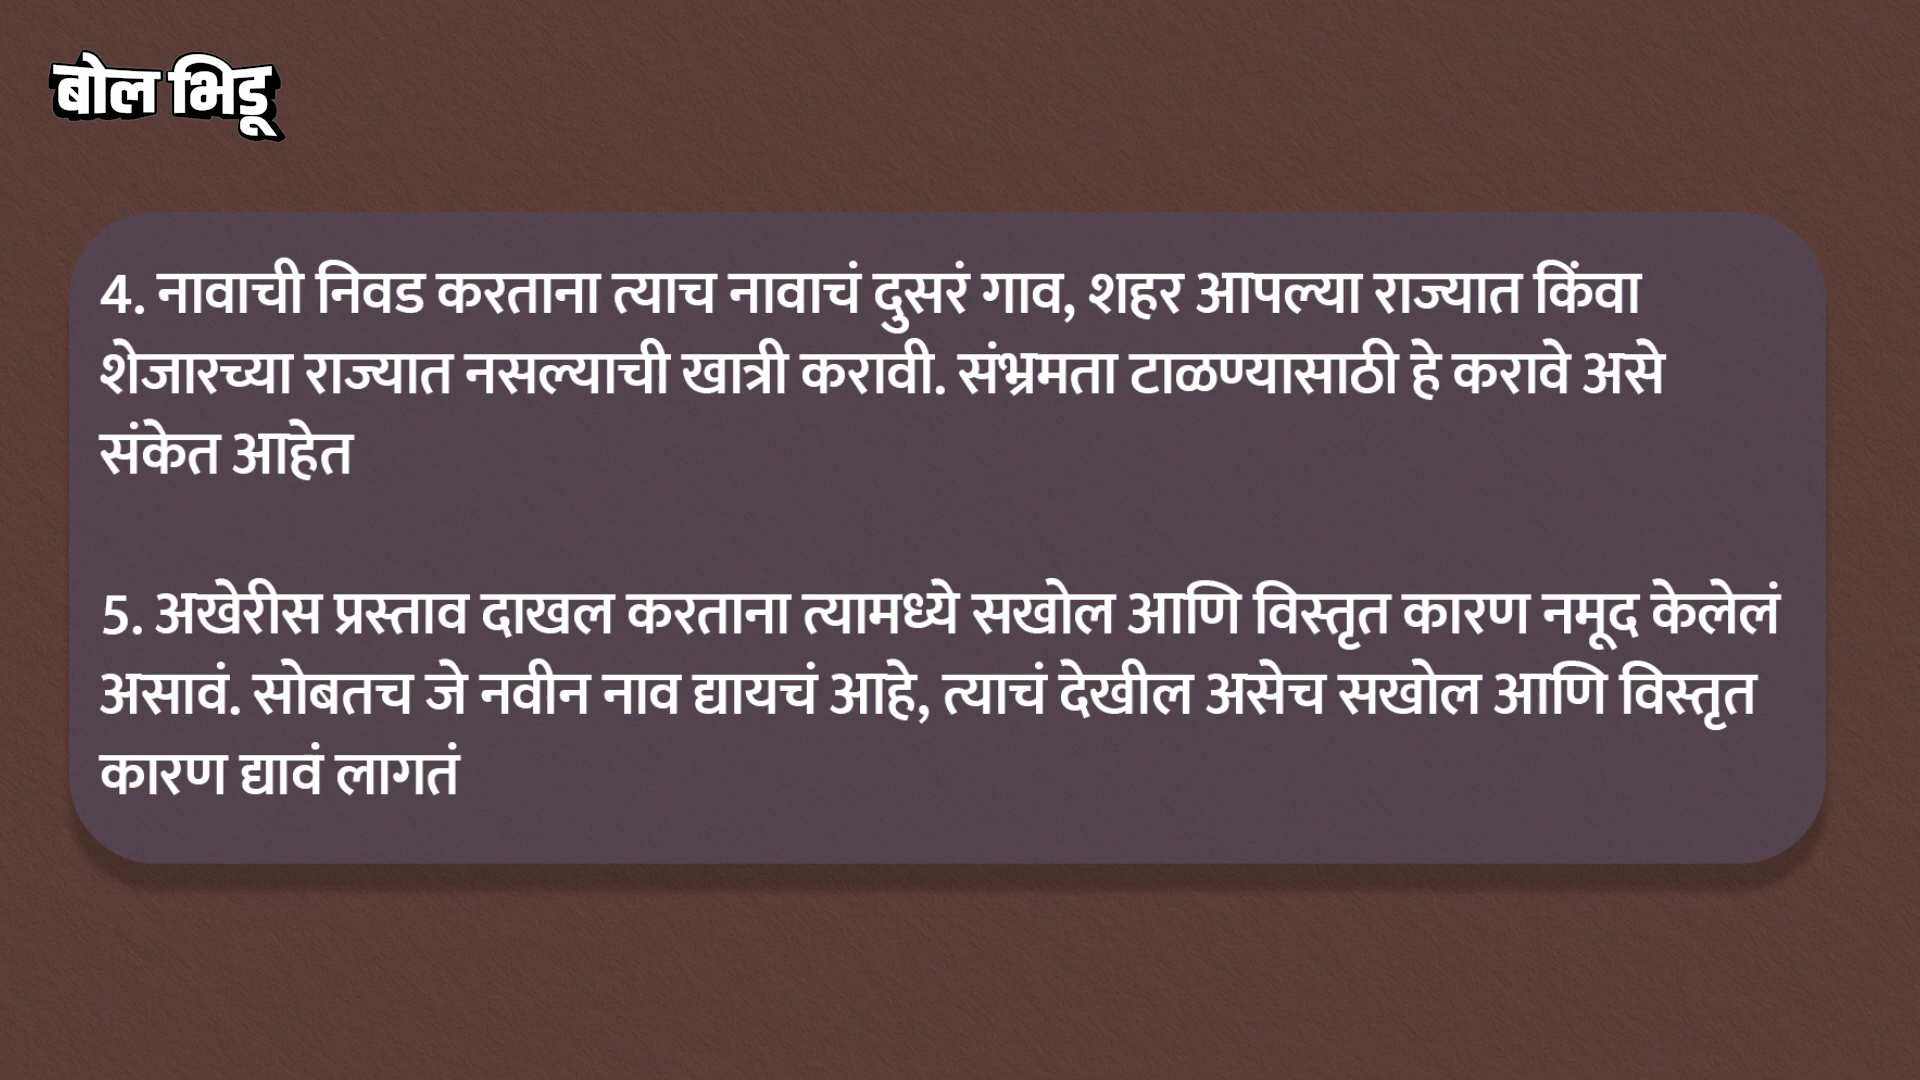 बोल भिडू
4. नावाची निवड करताना त्याच नावाचं दुसरं गाव, शहर आपल्या राज्यात किंवा
शेजारच्या राज्यात नसल्याची खात्री करावी. संभ्रमता टाळण्यासाठी हे करावे असे
संकेत आहेत
5. अखेरीस प्रस्ताव दाखल करताना त्यामध्ये सखोल आणि विस्तृत कारण नमूद केलेलं
असावं. सोबतच जे नवीन नाव द्यायचं आहे, त्याचं देखील असेच सखोल आणि विस्तृत
कारण द्यावं लागतं